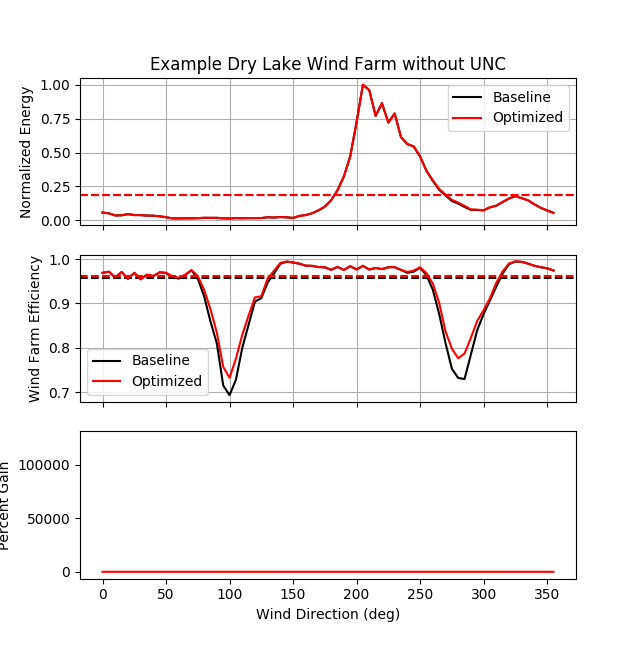 Example Dry Lake Wind Farm without UNC
Normalized Energy
1.00
0.75
0.50
0.25
0.00
Baseline
Optimized
Wind Farm Efficiency
1.0
0.9
0.8
0.7
Baseline
Optimized
Percent Gain
100000
50000
0
0
50
100
150
200
250
300
350
Wind Direction (deg)